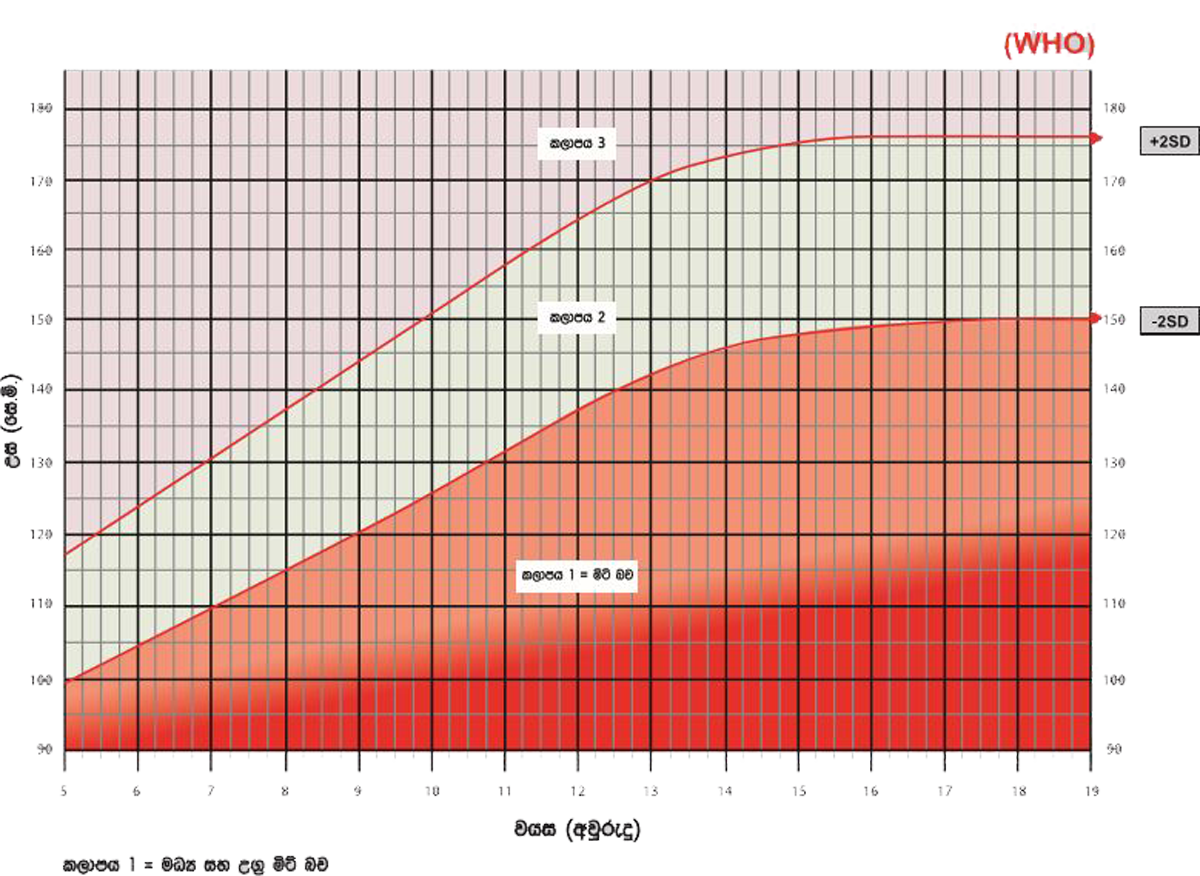 (WHO)
180 180
කලාපය 3
+2SD
170 170
160 160
කලාපය 2
150 150
-2SD
140 140
උස (සෙ.මී.)
130 130
120 120
කලාපය 1 = මිටි බව
110 110
100 100
90 90
5 6 7 8 9 10 11 12 13 14 15 16 17 18 19
වයස (අවුරුදු)
කලාපය 1 = මධ්‍ය සහ උග්‍ර මිටි බව